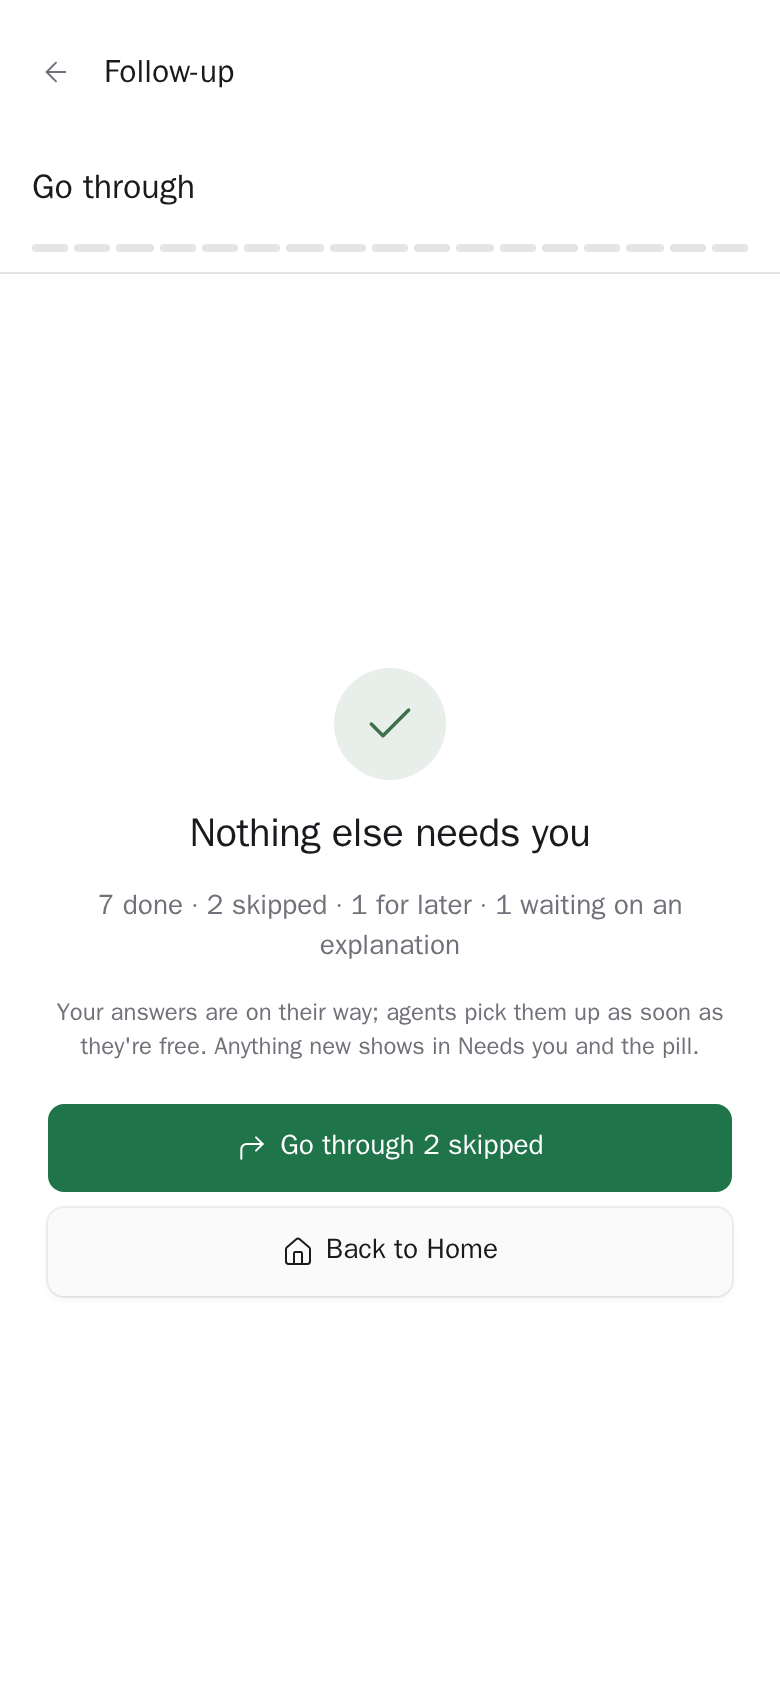 Follow-up
Go through
Nothing else needs you
7 done · 2 skipped · 1 for later · 1 waiting on an
explanation
Your answers are on their way; agents pick them up as soon as
they're free. Anything new shows in Needs you and the pill.
Go through 2 skipped
Back to Home